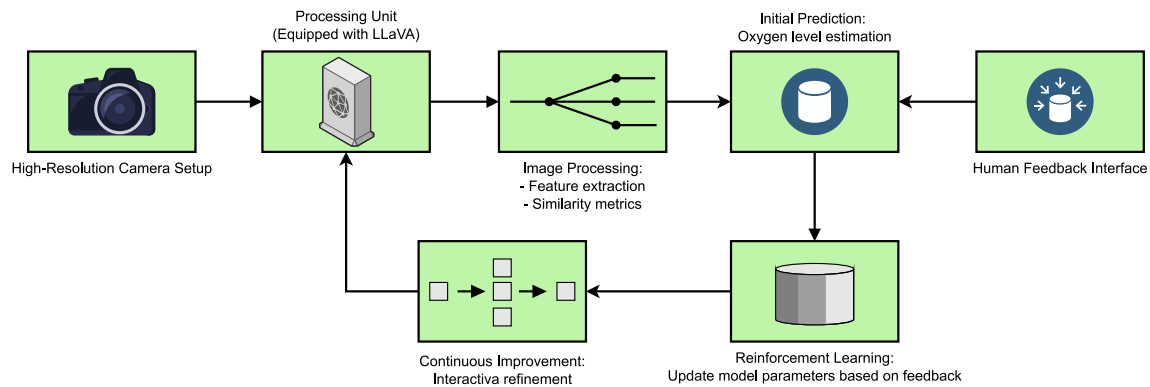 Processing Unit
(Equipped with LLaVA)
Initial Prediction:
Oxygen level estimation
High-Resolution Camera Setup
Image Processing:
- Feature extraction
- Similarity metrics
Human Feedback Interface
Continuous Improvement:
Interactiva refinement
Reinforcement Learning:
Update model parameters based on feedback